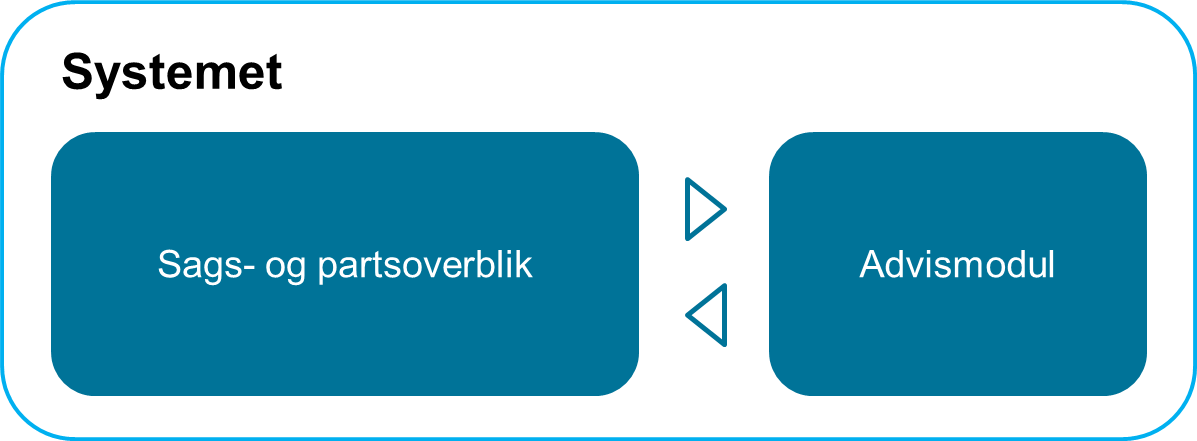 Systemet
Sags- og partsoverblik
Advismodul